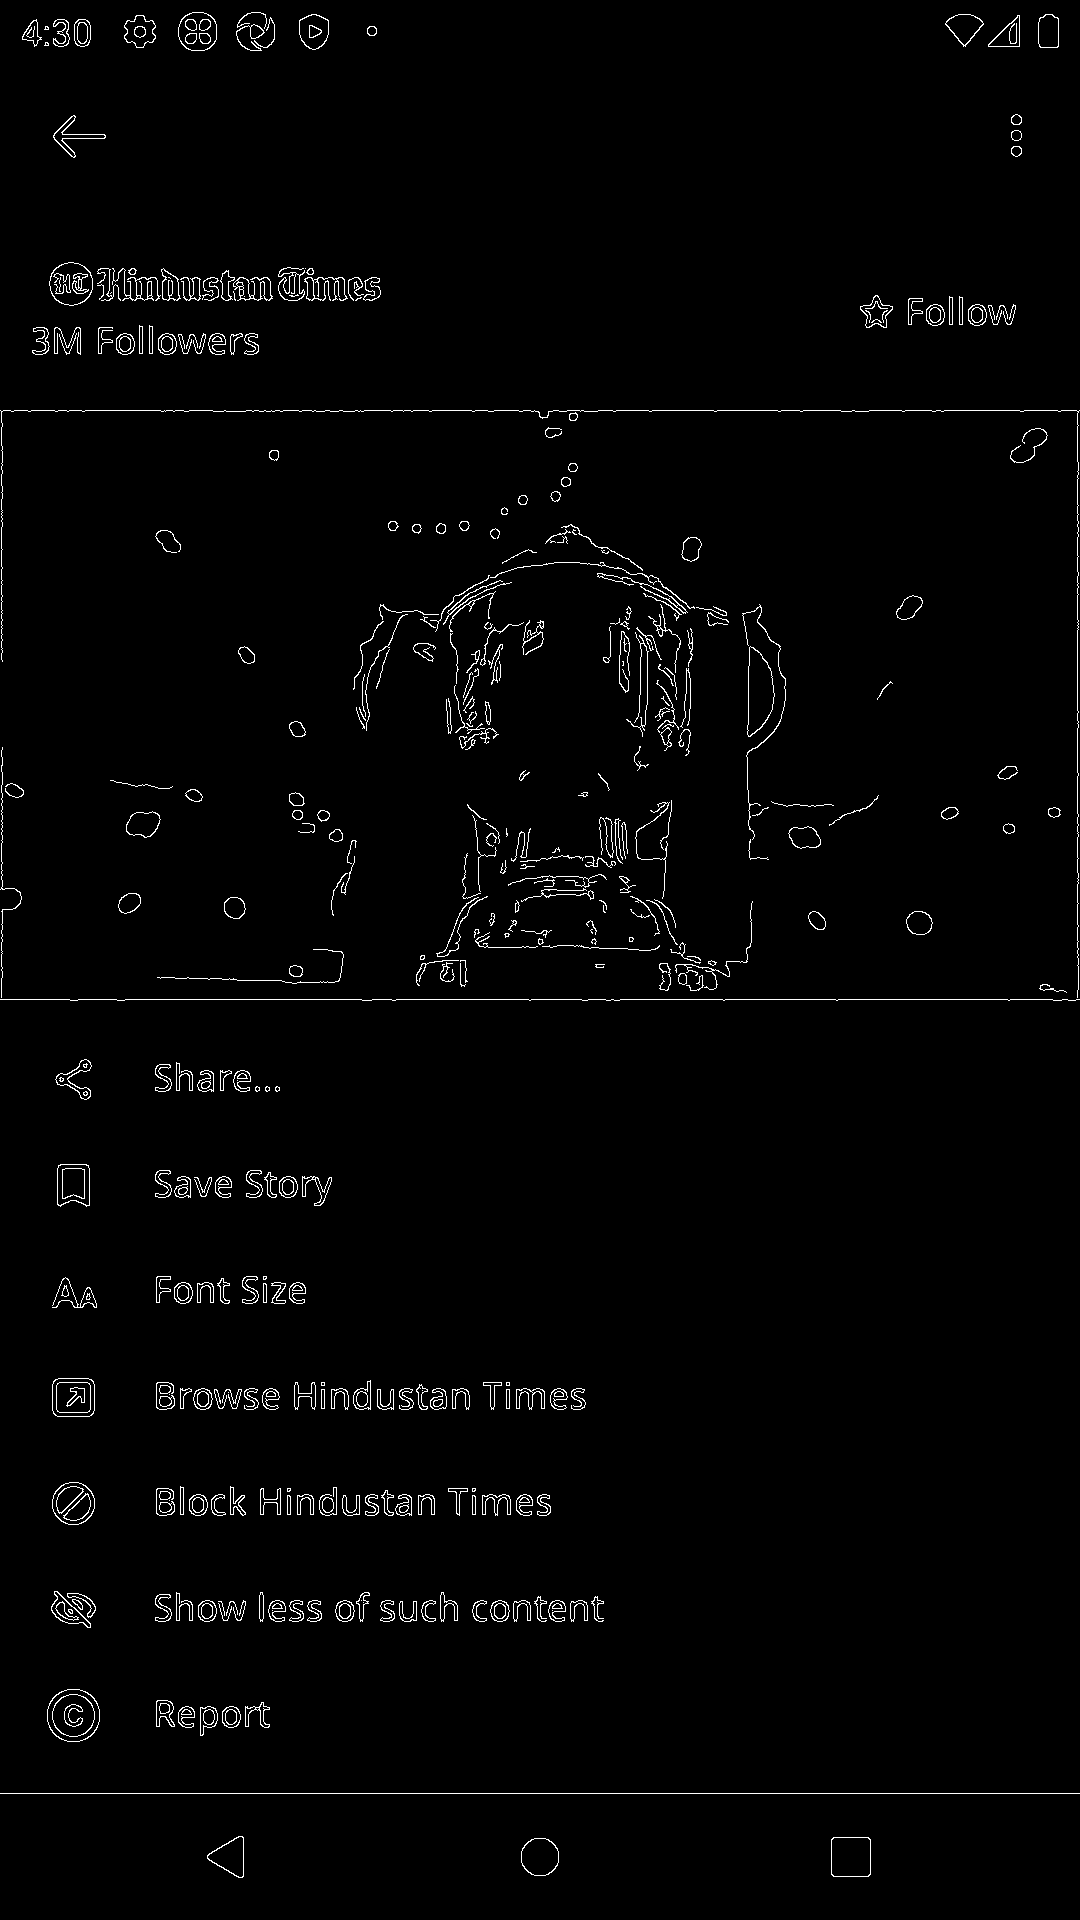 4:30
HT Hindustan Times
3M Followers
Follow
Share...
Save Story
AA Font Size
Browse Hindustan Times
Block Hindustan Times
Show less of such content
© Report